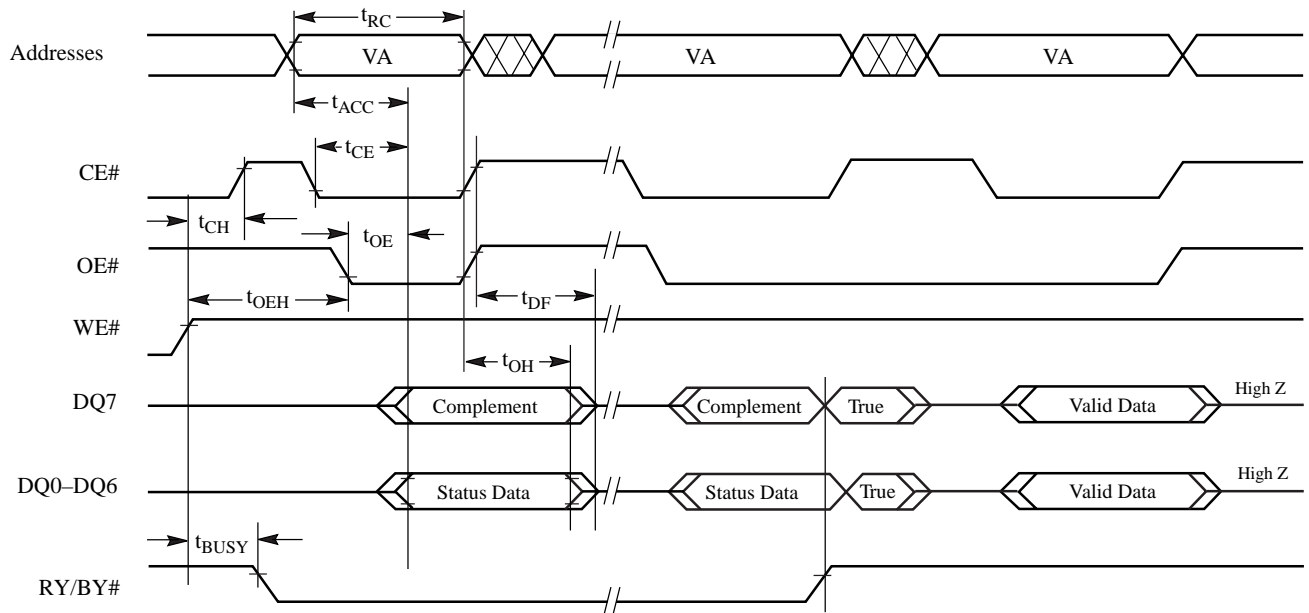 tRC
Addresses VA VA VA
tACC
tCE
CE#
tCH
tOE
OE#
tOEH
tDF
WE#
tOH
DQ7 Complement Complement True Valid Data High Z
DQ0–DQ6 Status Data Status Data True Valid Data High Z
tBUSY
RY/BY#